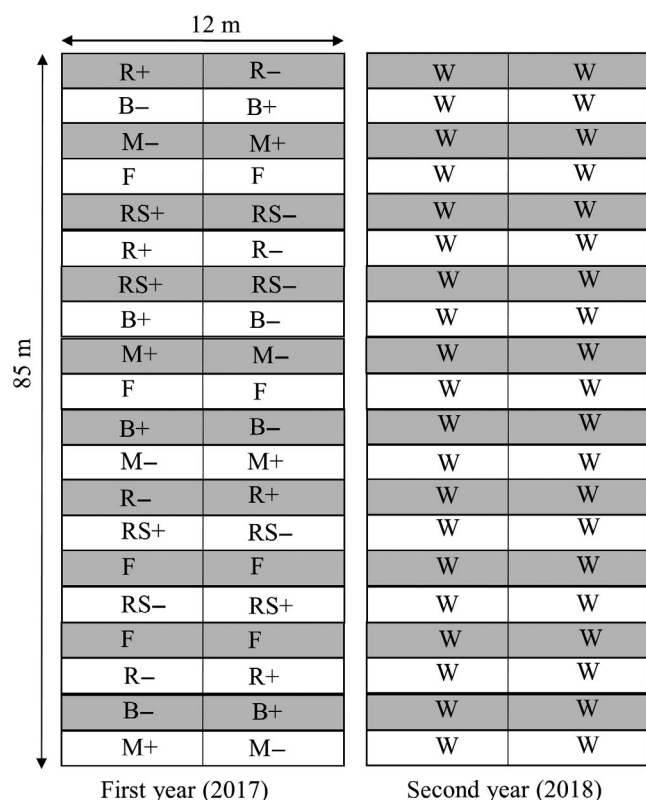 12 m
R+ R− W W
B− B+ W W
M− M+ W W
F F W W
RS+ RS− W W
R+ R− W W
RS+ RS− W W
B+ B− W W
M+ M− W W
F F W W
B+ B− W W
M− M+ W W
R− R+ W W
RS+ RS− W W
F F W W
RS− RS+ W W
F F W W
R− R+ W W
B− B+ W W
M+ M− W W
85 m
First year (2017) Second year (2018)